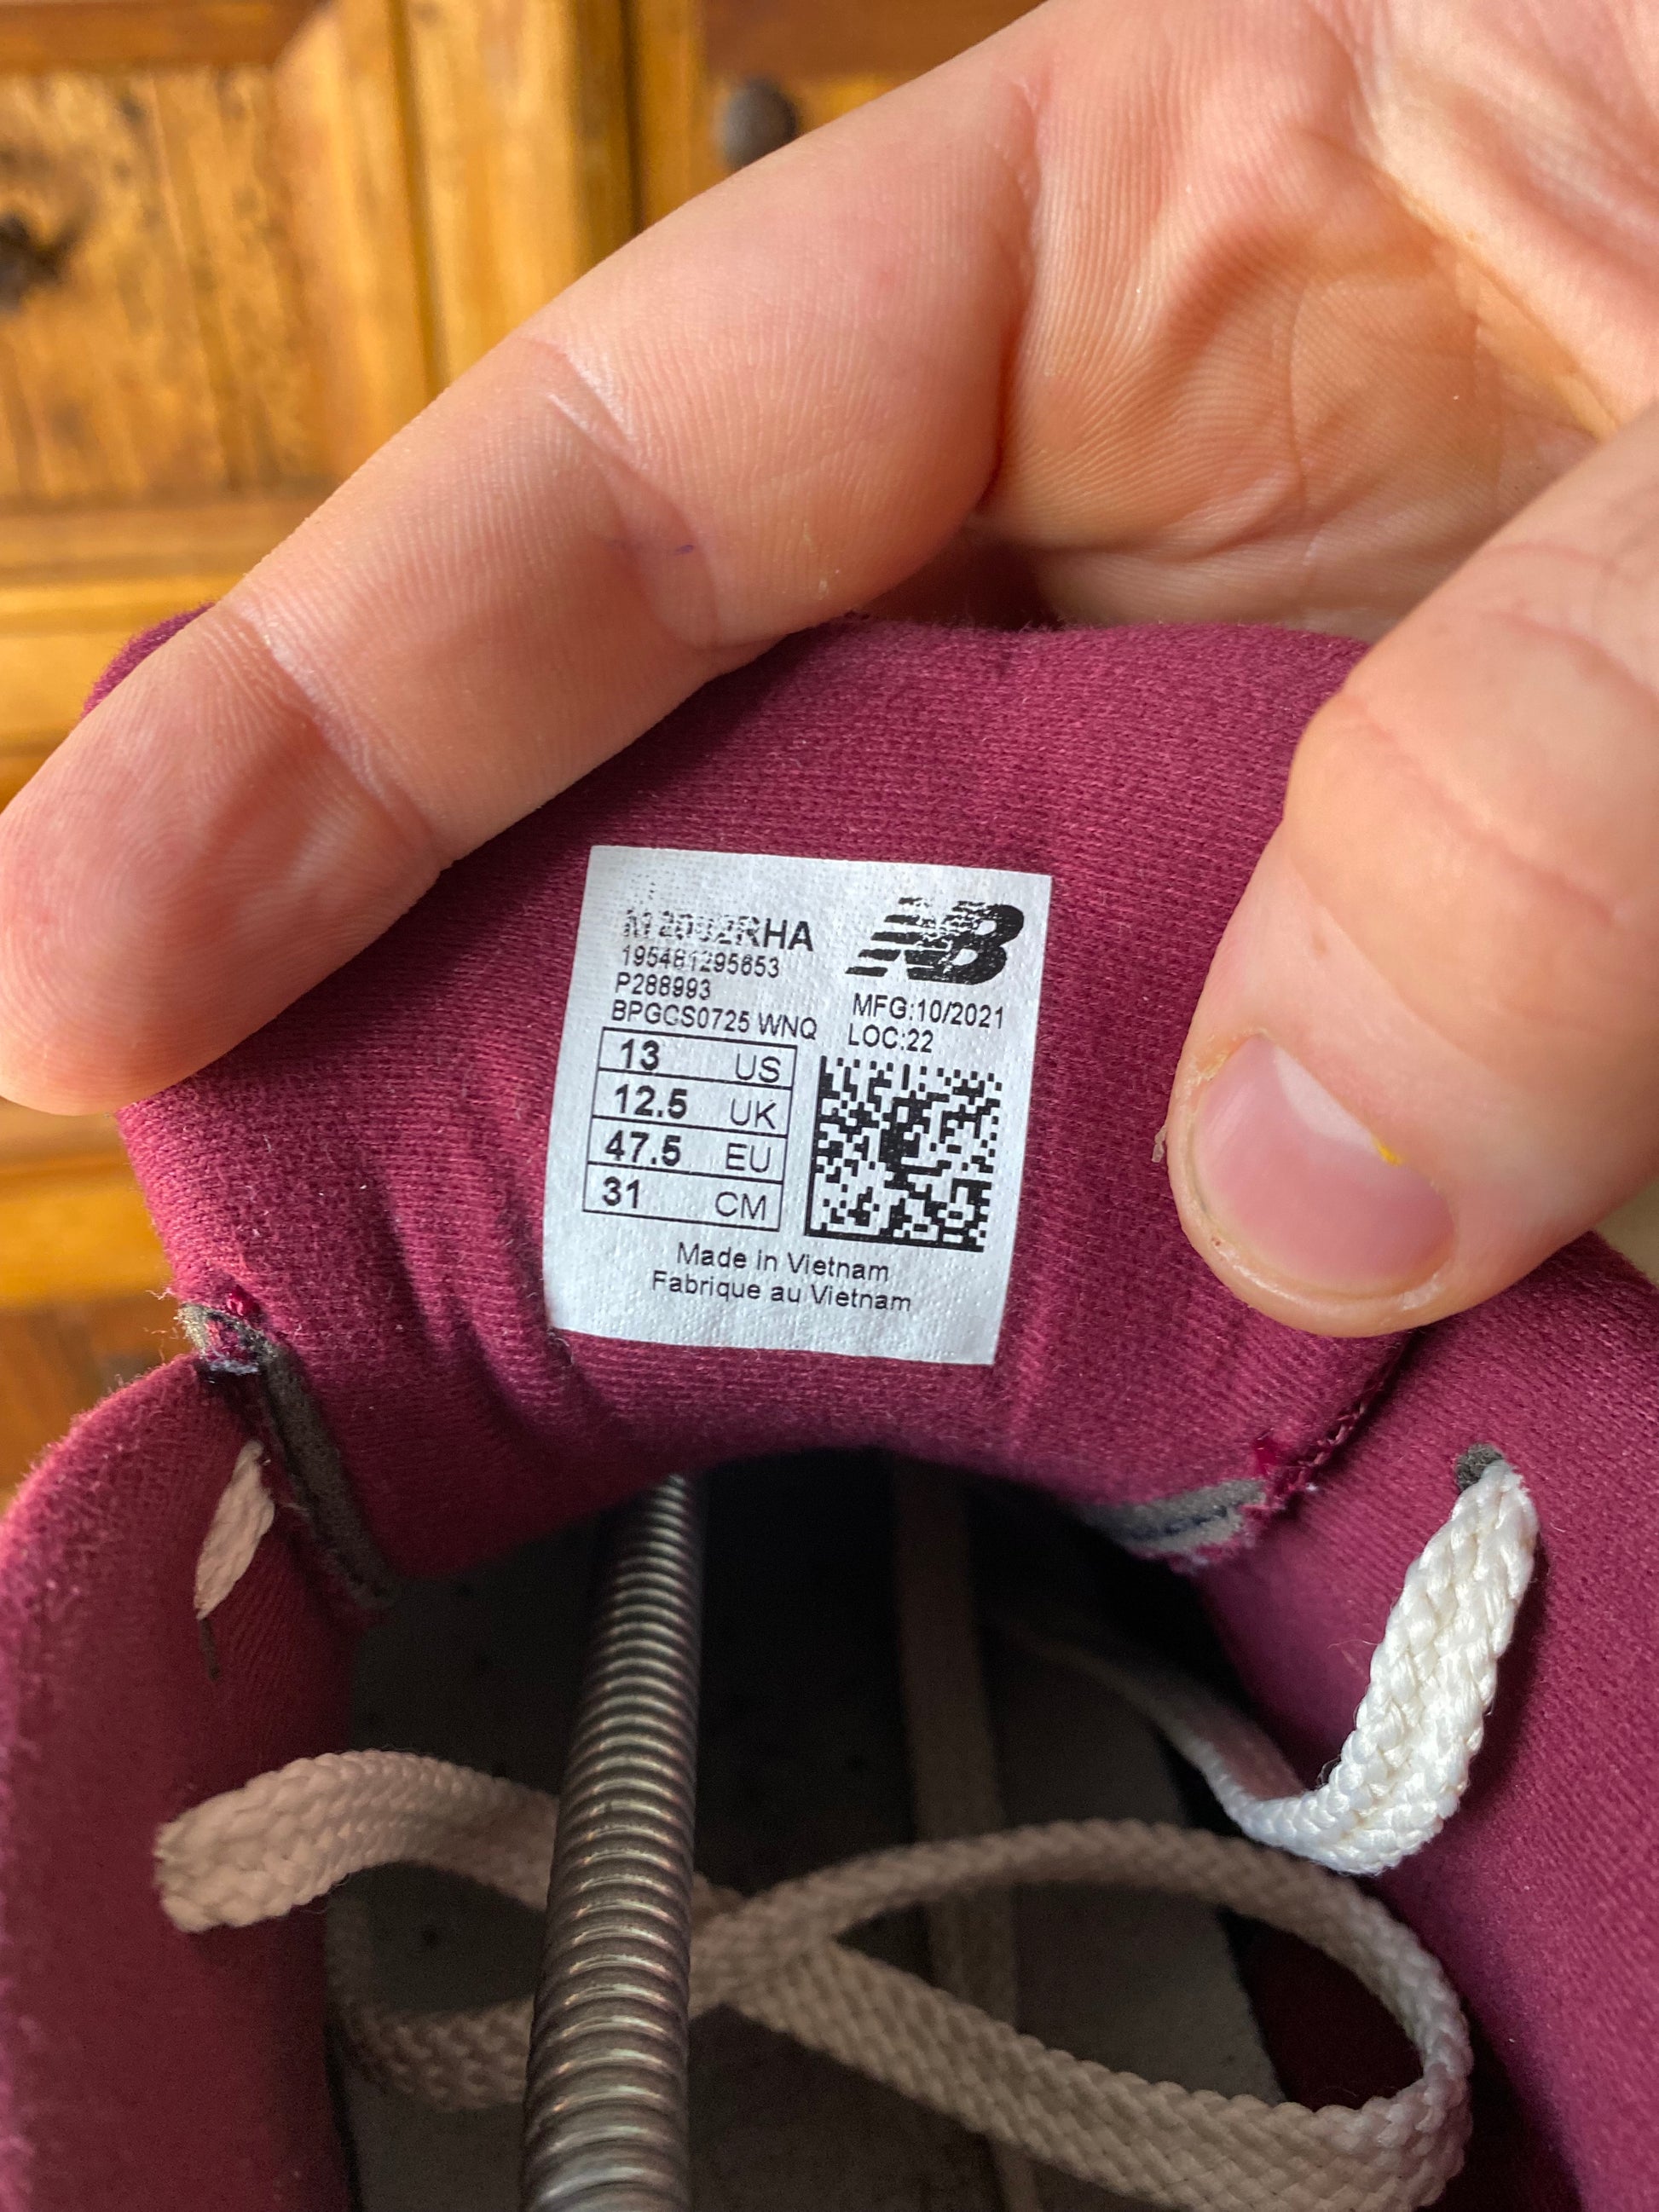 M2002RHA
195481295653
P288993
BPGCS0725 WNQ
NB
MFG:10/2021
LOC:22
13 US
12.5 UK
47.5 EU
31 CM
Made in Vietnam
Fabrique au Vietnam